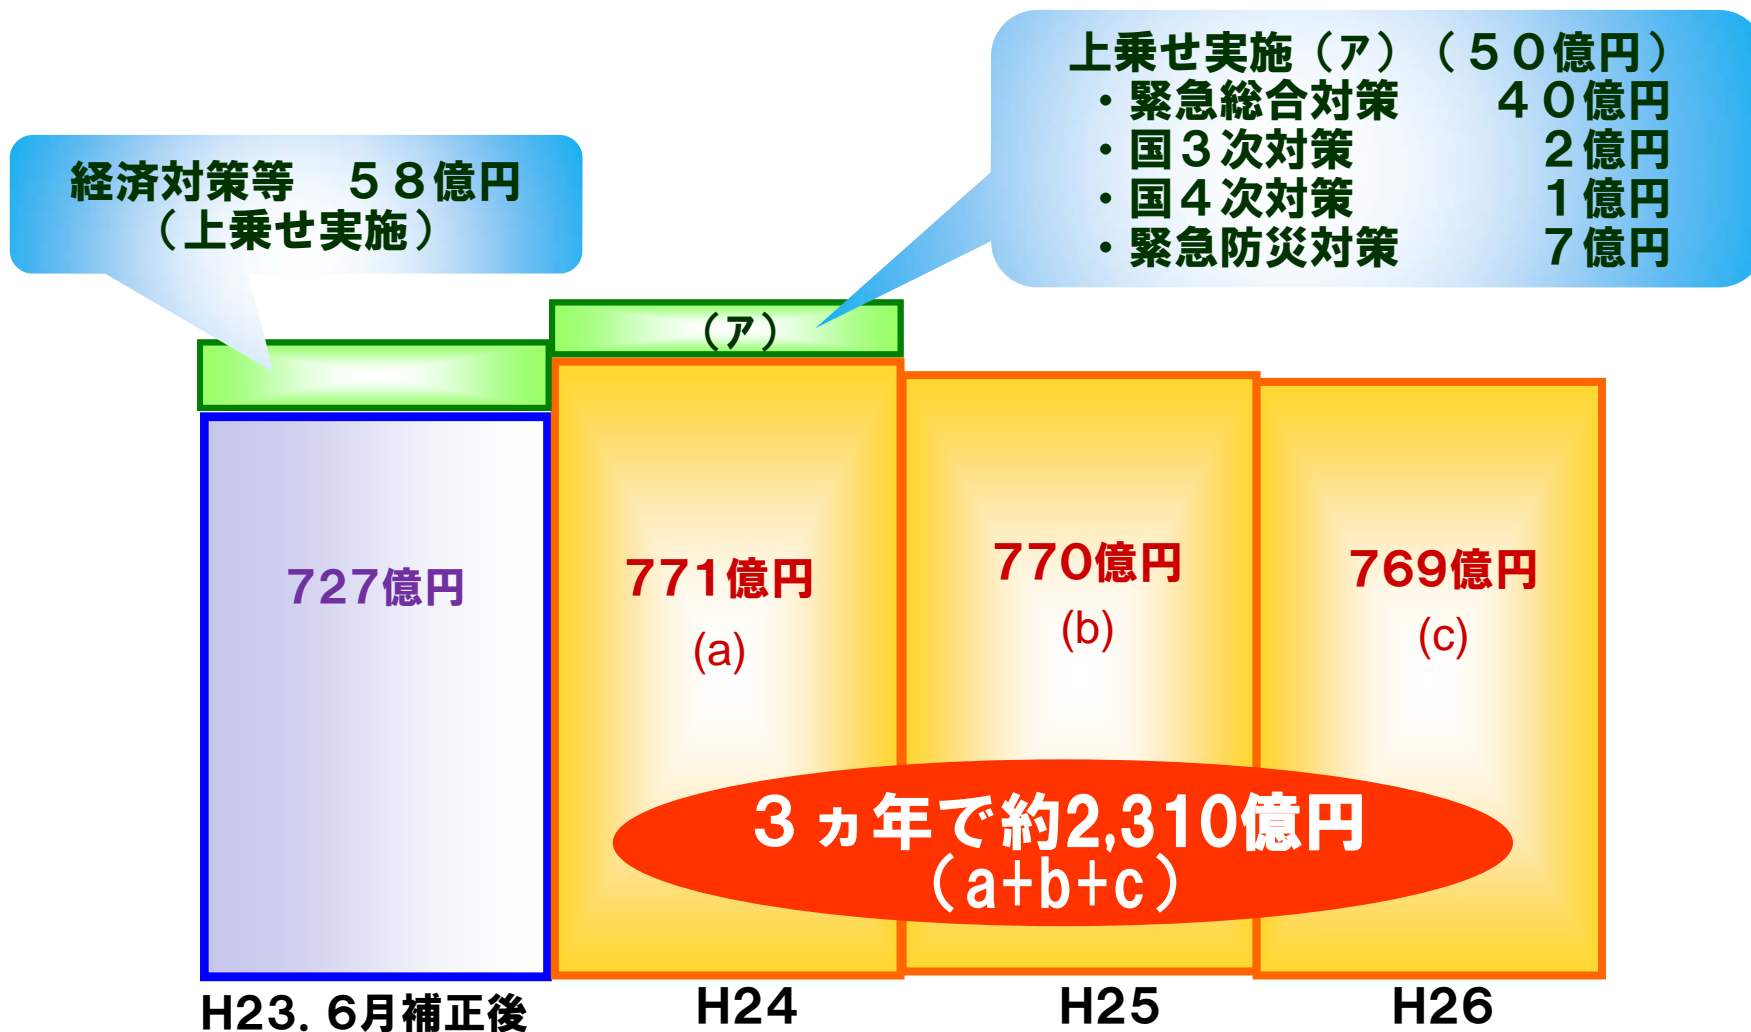 上乗せ実施（ア）（５０億円）
・緊急総合対策　　４０億円
・国３次対策　　　　２億円
・国４次対策　　　　１億円
・緊急防災対策　　　７億円
経済対策等　５８億円
（上乗せ実施）
（ア）
727億円
771億円
(a)
770億円
(b)
769億円
(c)
３ヵ年で約2,310億円
（a+b+c）
H23．6月補正後
H24
H25
H26